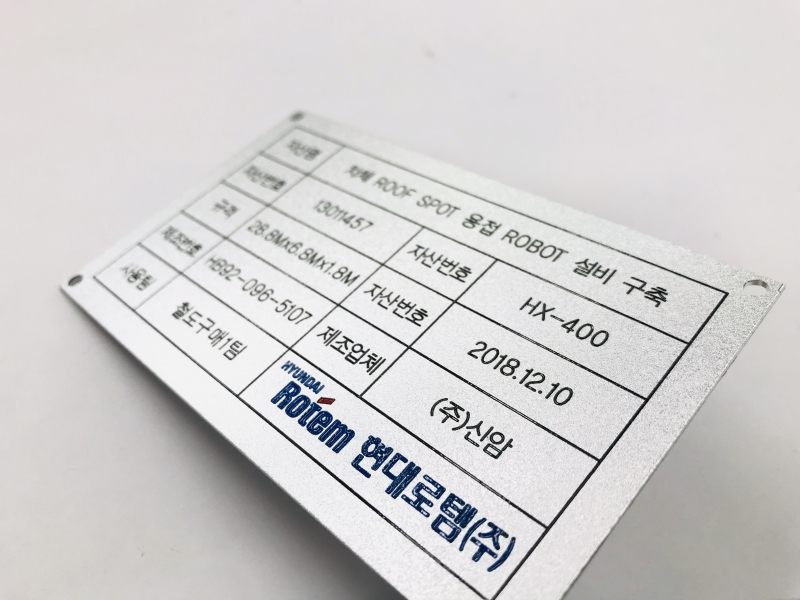 자산명 차체 ROOF SPOT 용접 ROBOT 설비 구축
자산번호 13011457 자산번호 HX-400
규격 28.8Mx6.8Mx1.8M 자산번호 2018.12.10
제조번호 HB92-096-5107 제조업체 (주)신암
사용팀 철도구매1팀 HYUNDAI Rotem 현대로템(주)